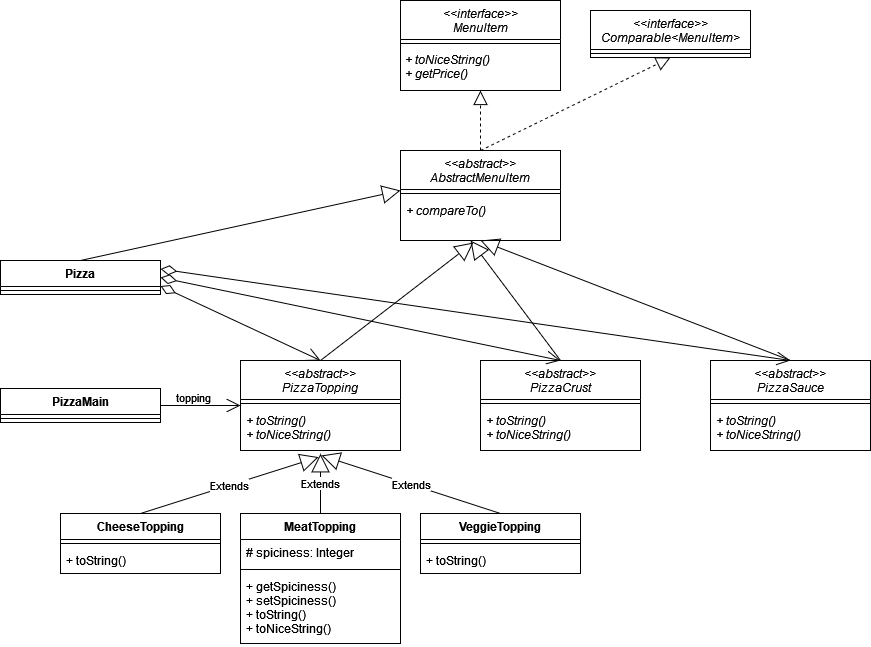 <<interface>>
MenuItem
+ toNiceString()
+ getPrice()
<<interface>>
Comparable<MenuItem>
<<abstract>>
AbstractMenuItem
+ compareTo()
Pizza
<<abstract>>
PizzaTopping
+ toString()
+ toNiceString()
<<abstract>>
PizzaCrust
+ toString()
+ toNiceString()
<<abstract>>
PizzaSauce
+ toString()
+ toNiceString()
PizzaMain
topping
Extends
Extends
Extends
CheeseTopping
+ toString()
MeatTopping
# spiciness: Integer
+ getSpiciness()
+ setSpiciness()
+ toString()
+ toNiceString()
VeggieTopping
+ toString()